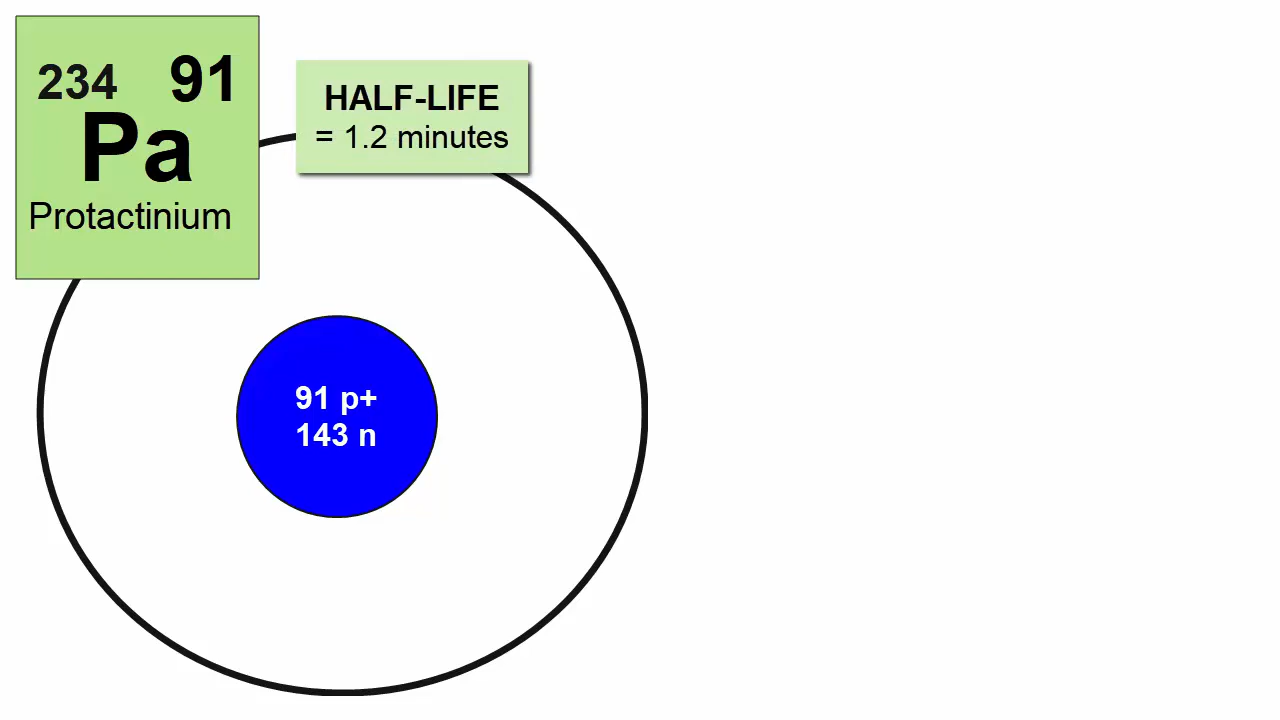 234 91
Pa
Protactinium
HALF-LIFE
= 1.2 minutes
91 p+
143 n